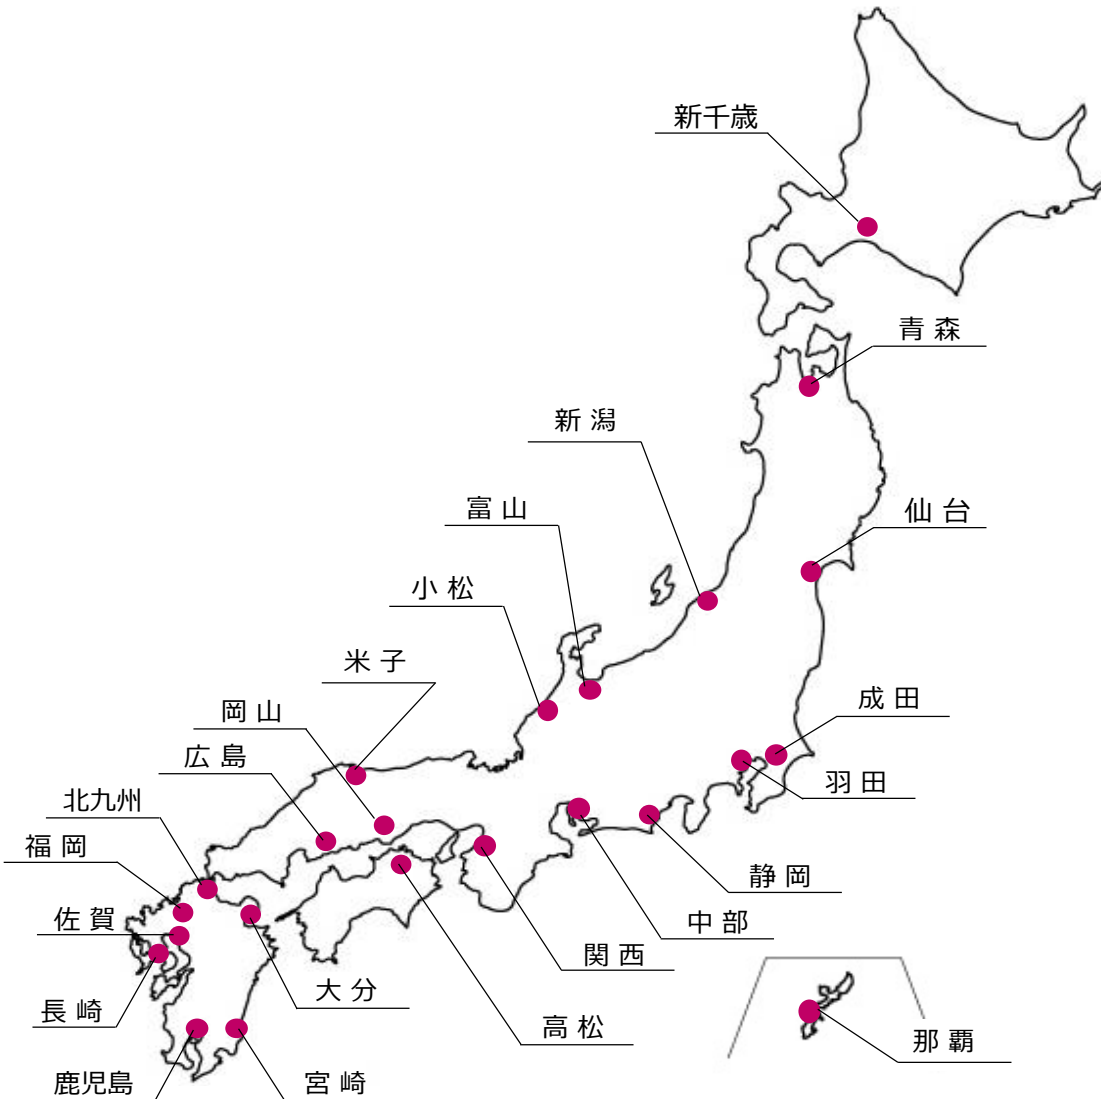 新千歳
青森
新潟
富山
仙台
小松
米子
岡山
成田
広島
羽田
北九州
福岡
静岡
佐賀
中部
関西
大分
長崎
高松
那覇
鹿児島
宮崎